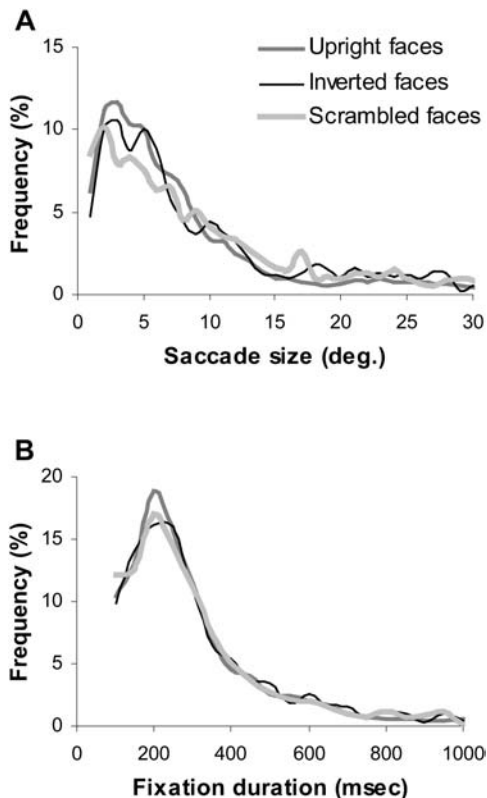 A
15
Upright faces
Inverted faces
Scrambled faces
10
5
0
Frequency (%)
0 5 10 15 20 25 30
Saccade size (deg.)
B
20
15
10
5
0
Frequency (%)
0 200 400 600 800 1000
Fixation duration (msec)